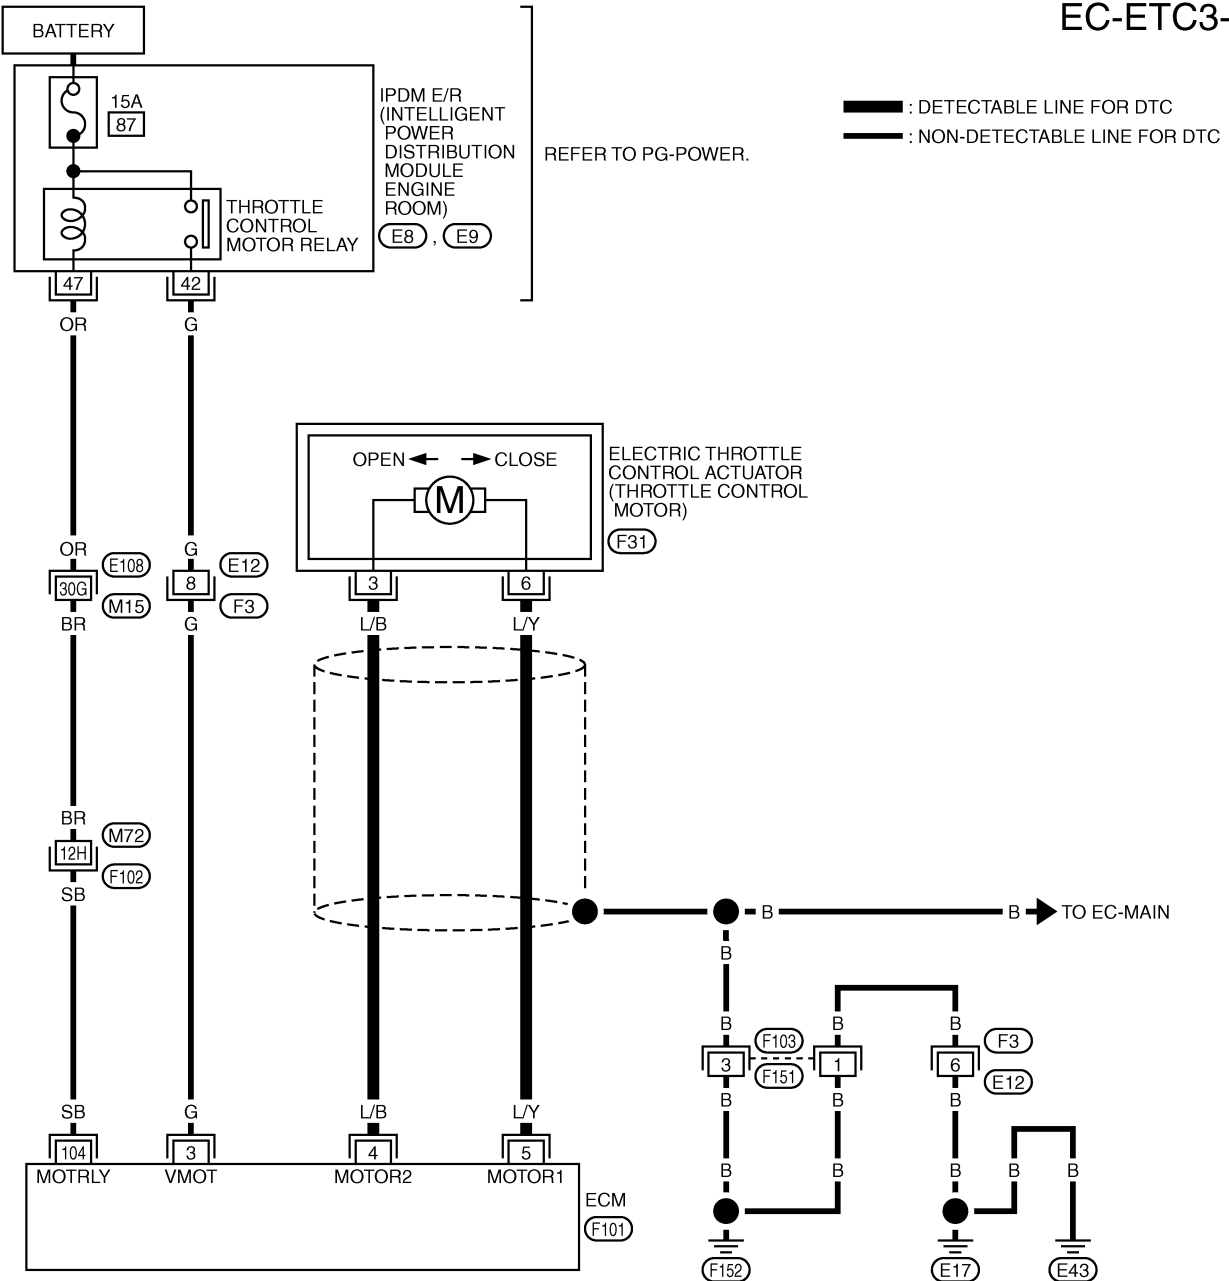 EC-ETC3-
BATTERY
15A
87
IPDM E/R
(INTELLIGENT
POWER
DISTRIBUTION
MODULE
ENGINE
ROOM)
E8 , E9
REFER TO PG-POWER.
: DETECTABLE LINE FOR DTC
: NON-DETECTABLE LINE FOR DTC
THROTTLE
CONTROL
MOTOR RELAY
47 42
OR G
OPEN CLOSE
M
ELECTRIC THROTTLE
CONTROL ACTUATOR
(THROTTLE CONTROL
MOTOR)
F31
OR G
E108 E12
30G 8 3 6
M15 F3
BR G L/B L/Y
BR
M72
12H
F102
SB
B B TO EC-MAIN
B
B B B
F103 F3
3 1 6
F151 E12
B B B
SB G L/B L/Y
104 3 4 5
MOTRLY VMOT MOTOR2 MOTOR1
B B B B B
ECM
F101
F152 E17 E43